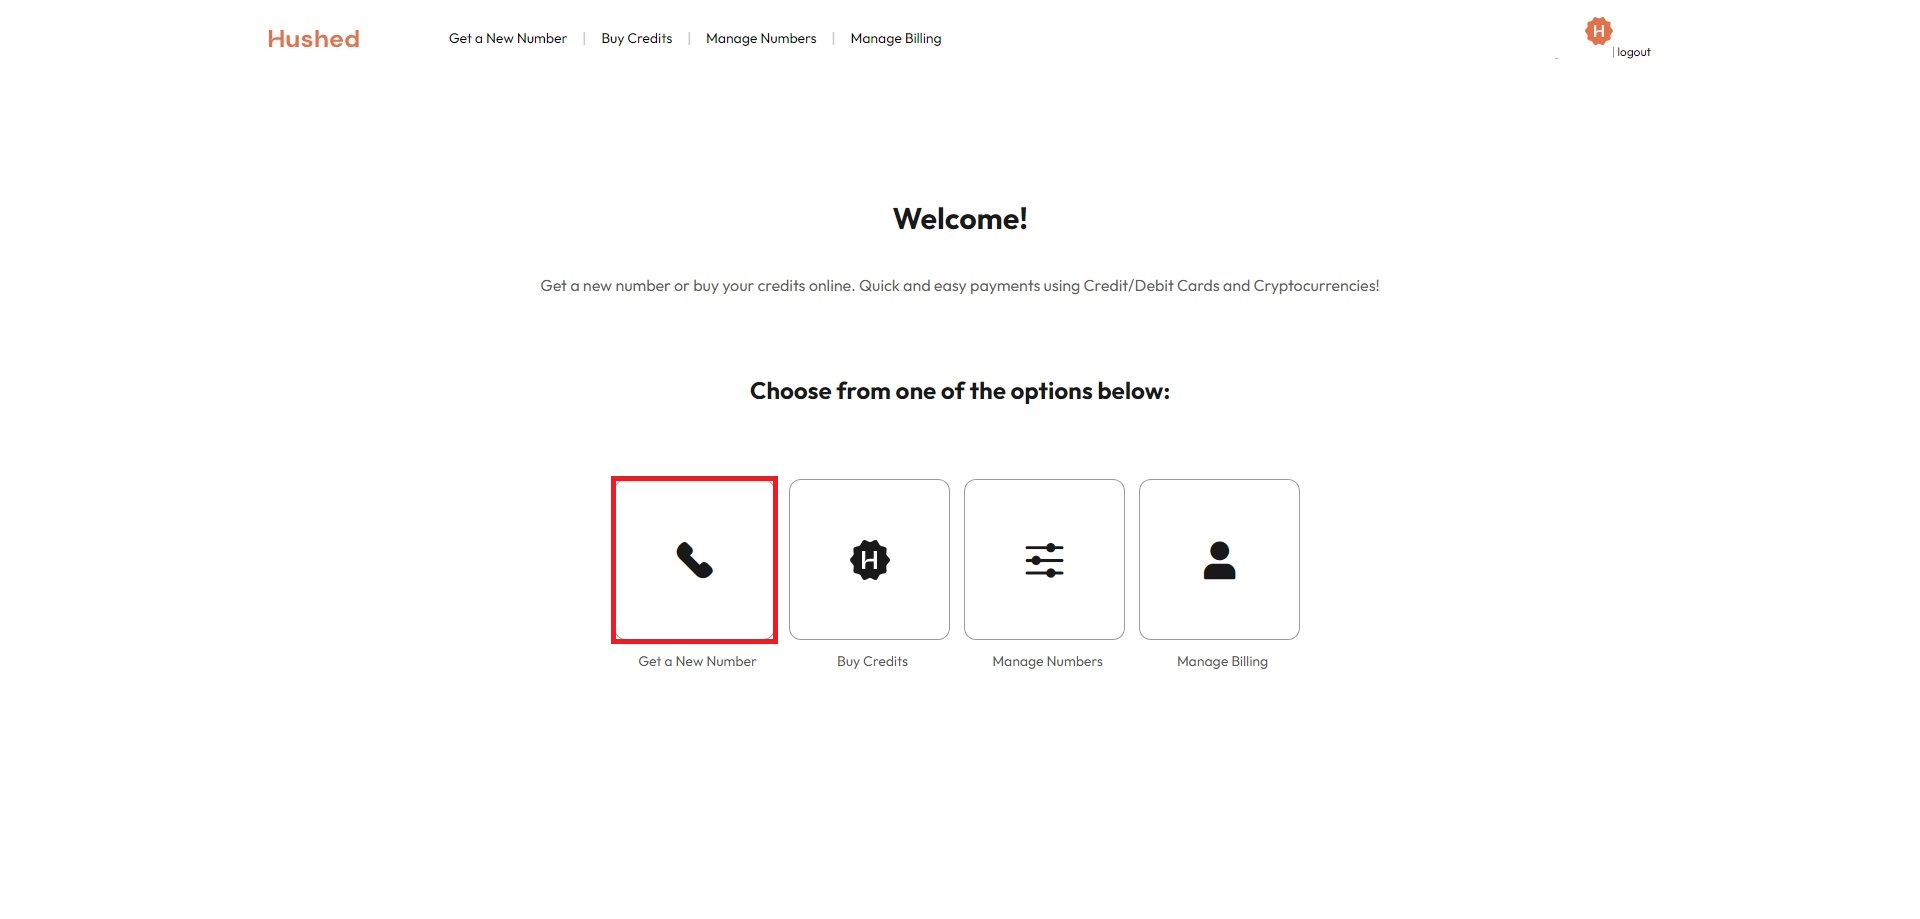 Hushed
Get a New Number | Buy Credits | Manage Numbers | Manage Billing
H
| logout
Welcome!
Get a new number or buy your credits online. Quick and easy payments using Credit/Debit Cards and Cryptocurrencies!
Choose from one of the options below:
H
Get a New Number
Buy Credits
Manage Numbers
Manage Billing